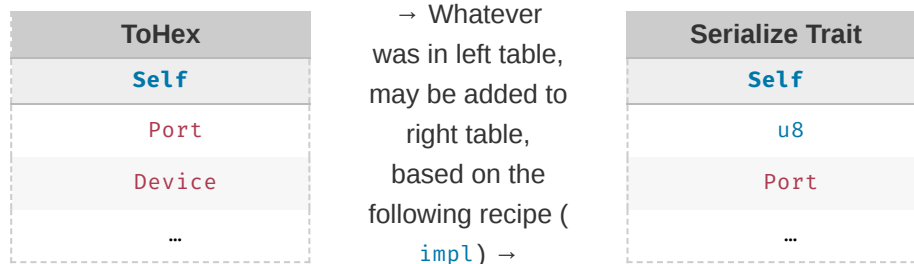 ToHex
Self
Port
Device
…
→ Whatever
was in left table,
may be added to
right table,
based on the
following recipe (
impl) →
Serialize Trait
Self
u8
Port
…